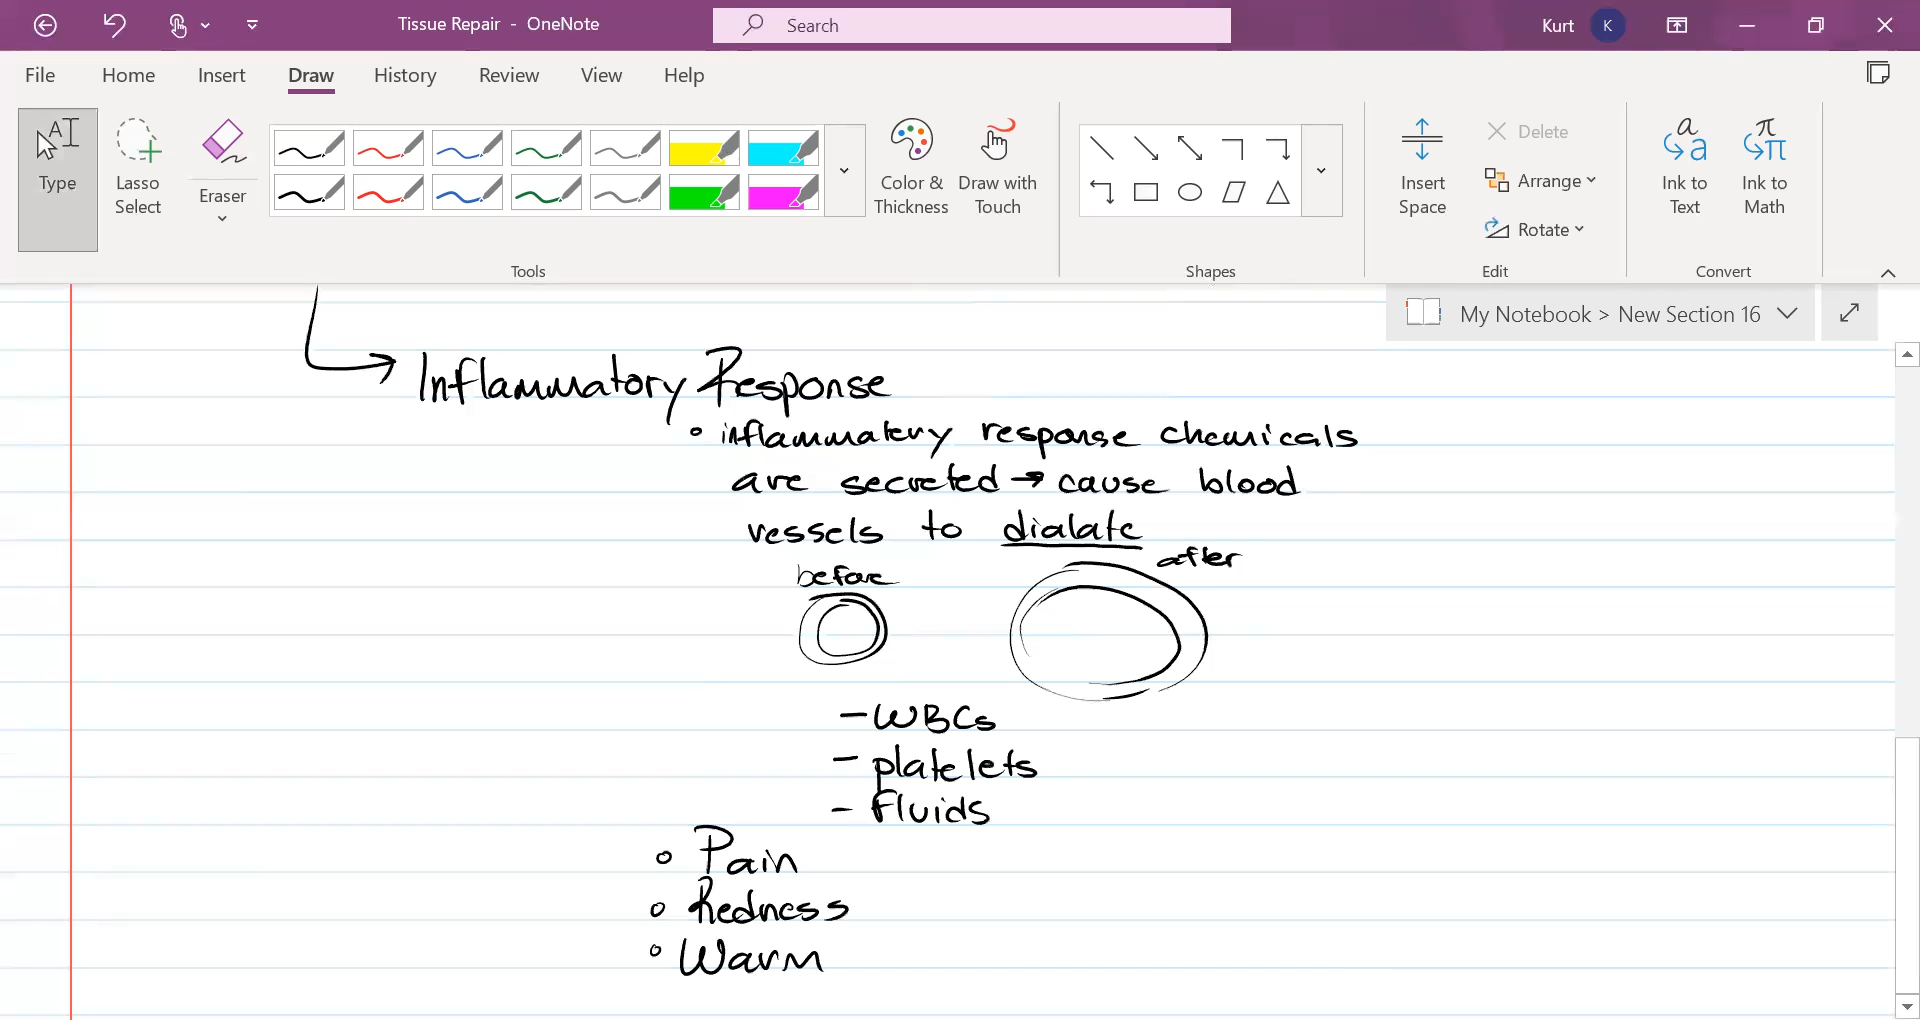 Tissue Repair - OneNote
Search
Kurt
K
File Home Insert Draw History Review View Help
Type
Lasso Select
Eraser
Color & Thickness
Draw with Touch
Insert Space
Delete
Arrange
Rotate
Ink to Text
Ink to Math
Tools
Shapes
Edit
Convert
My Notebook > New Section 16
Inflammatory Response
• inflammatory response chemicals
are secreted → cause blood
vessels to dialate
before
after
- WBCs
- platelets
- fluids
• Pain
• Redness
• Warm